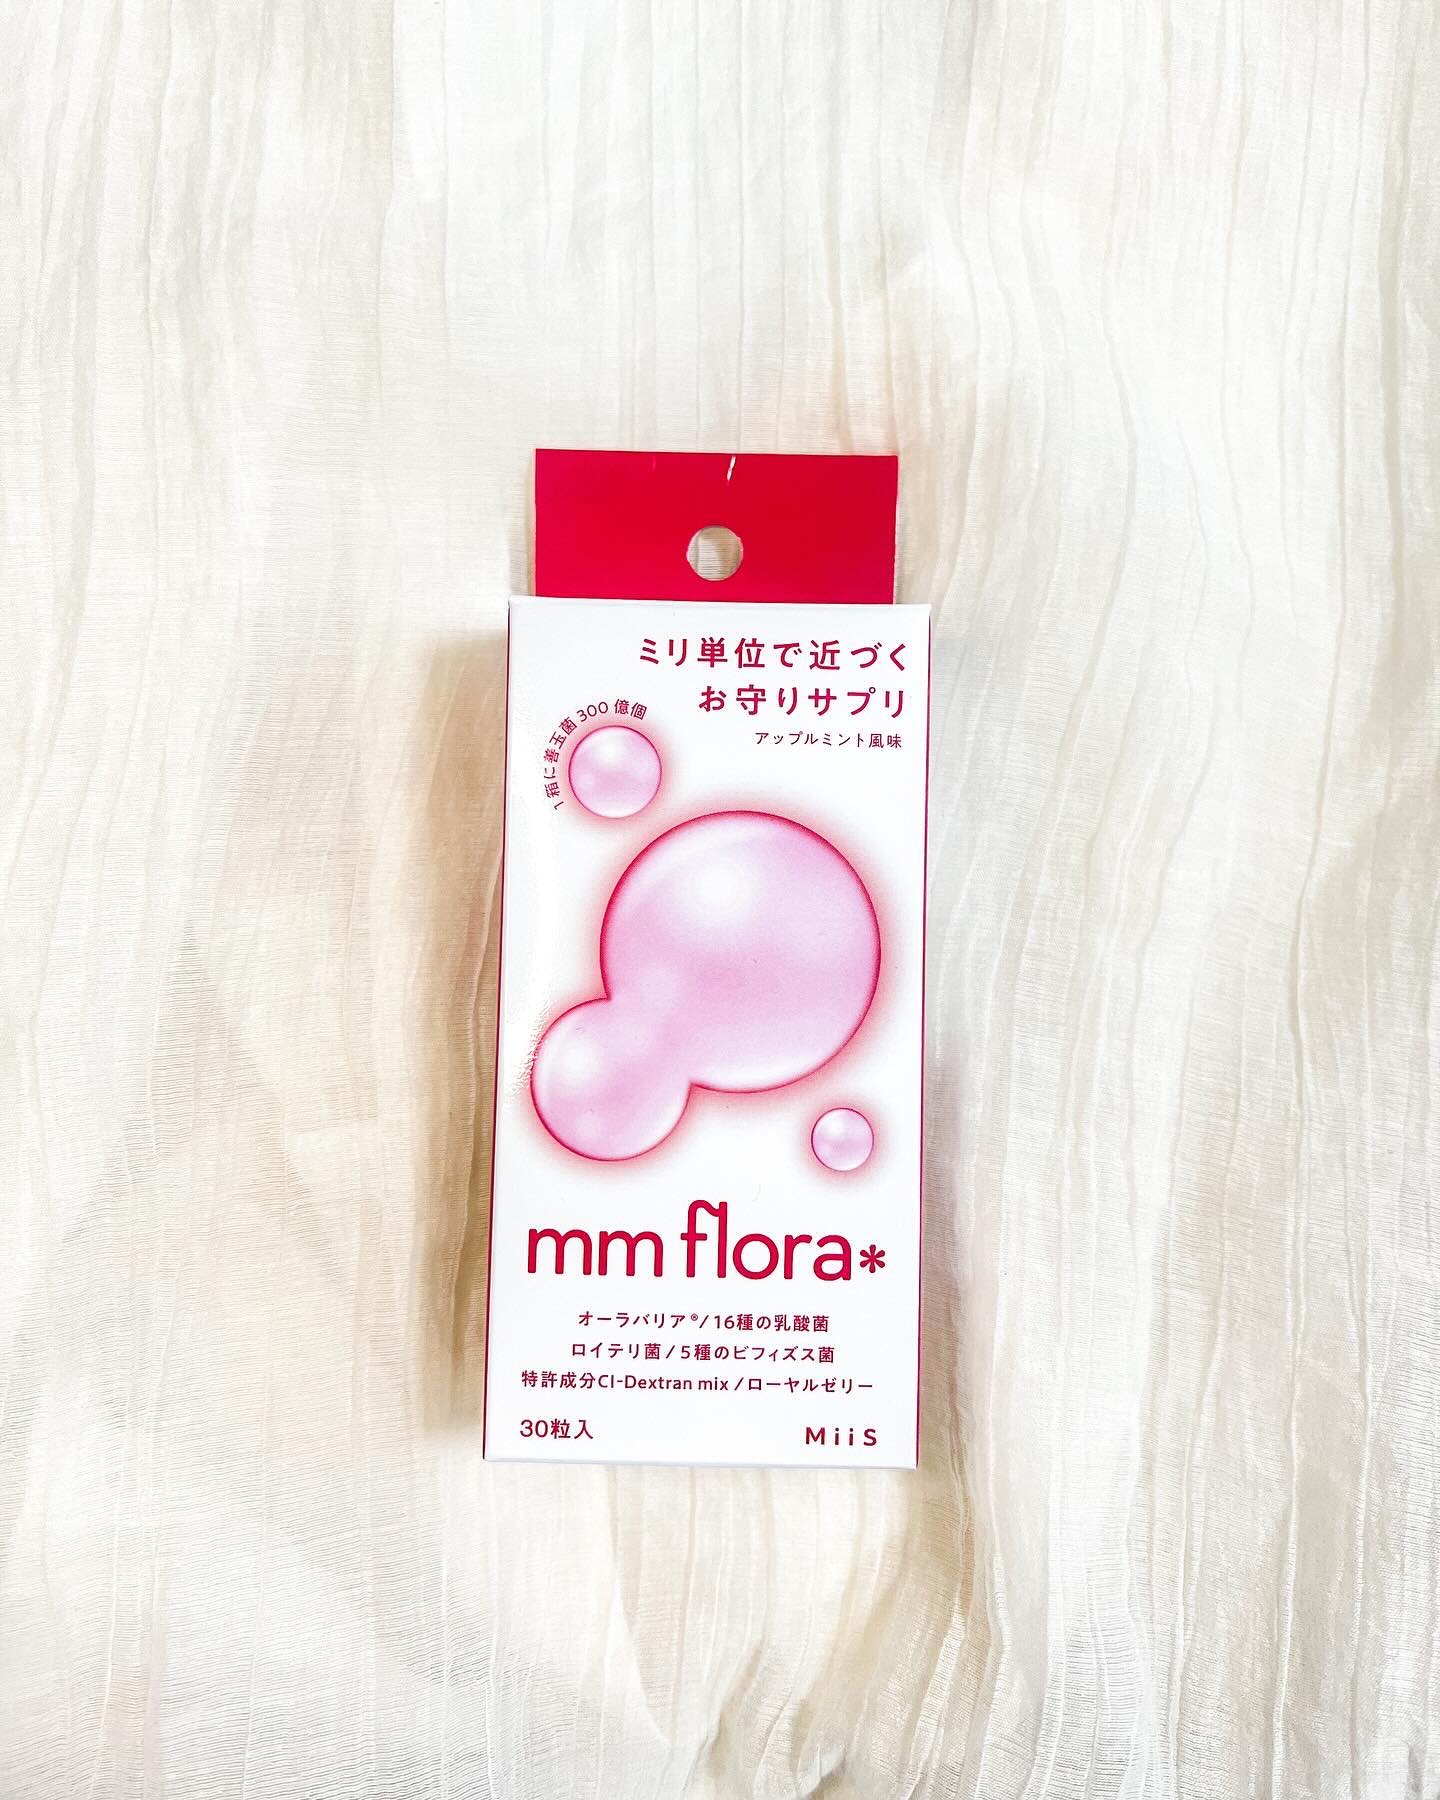 ミリ単位で近づく
お守りサプリ
アップルミント風味
1箱に善玉菌300億個
mm flora*
オーラバリア®/16種の乳酸菌
ロイテリ菌/5種のビフィズス菌
特許成分CI-Dextran mix/ローヤルゼリー
30粒入
MiiS